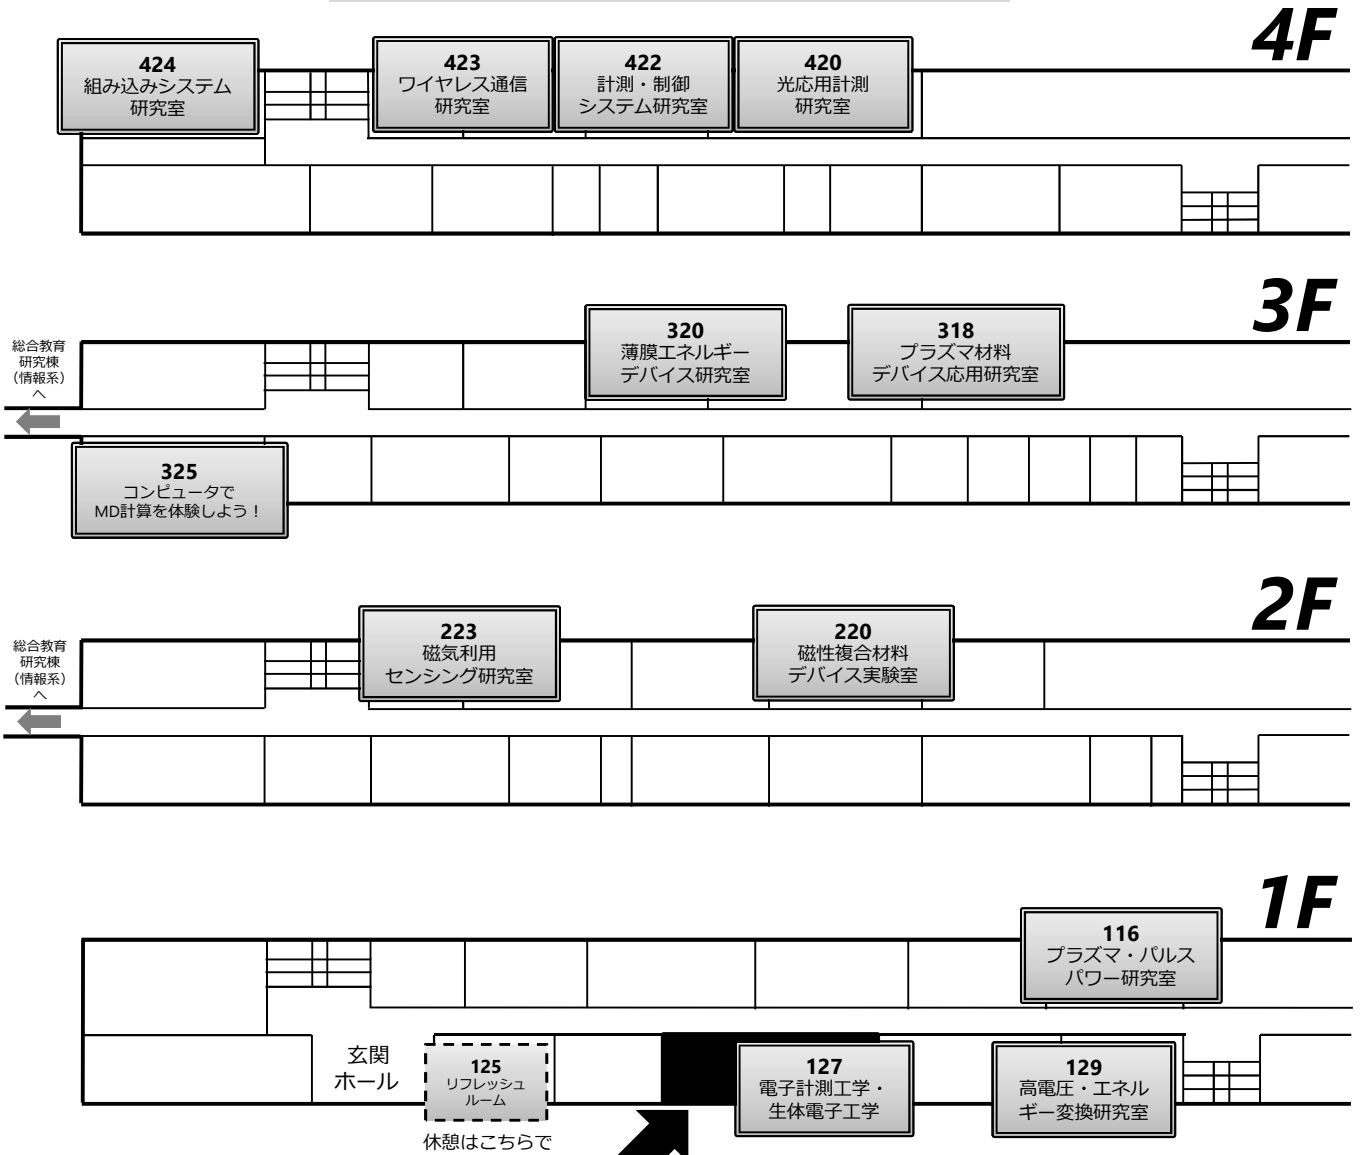 4F
424
組み込みシステム
研究室
423
ワイヤレス通信
研究室
422
計測・制御
システム研究室
420
光応用計測
研究室
3F
総合教育
研究棟
(情報系)
へ
320
薄膜エネルギー
デバイス研究室
318
プラズマ材料
デバイス応用研究室
325
コンピュータで
MD計算を体験しよう！
2F
総合教育
研究棟
(情報系)
へ
223
磁気利用
センシング研究室
220
磁性複合材料
デバイス実験室
1F
116
プラズマ・パルス
パワー研究室
玄関
ホール
125
リフレッシュ
ルーム
休憩はこちらで
127
電子計測工学・
生体電子工学
129
高電圧・エネル
ギー変換研究室